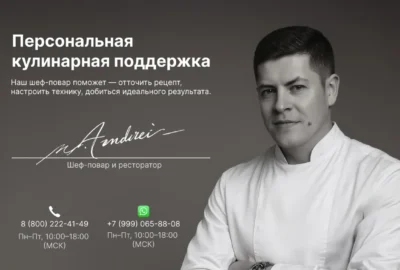 Персональная
кулинарная поддержка
Наш шеф-повар поможет — отточить рецепт,
настроить технику, добиться идеального результата.
Шеф-повар и ресторатор
8 (800) 222-41-49
Пн-Пт, 10:00–18:00
(МСК)
+7 (999) 065-88-08
Пн-Пт, 10:00–18:00
(МСК)